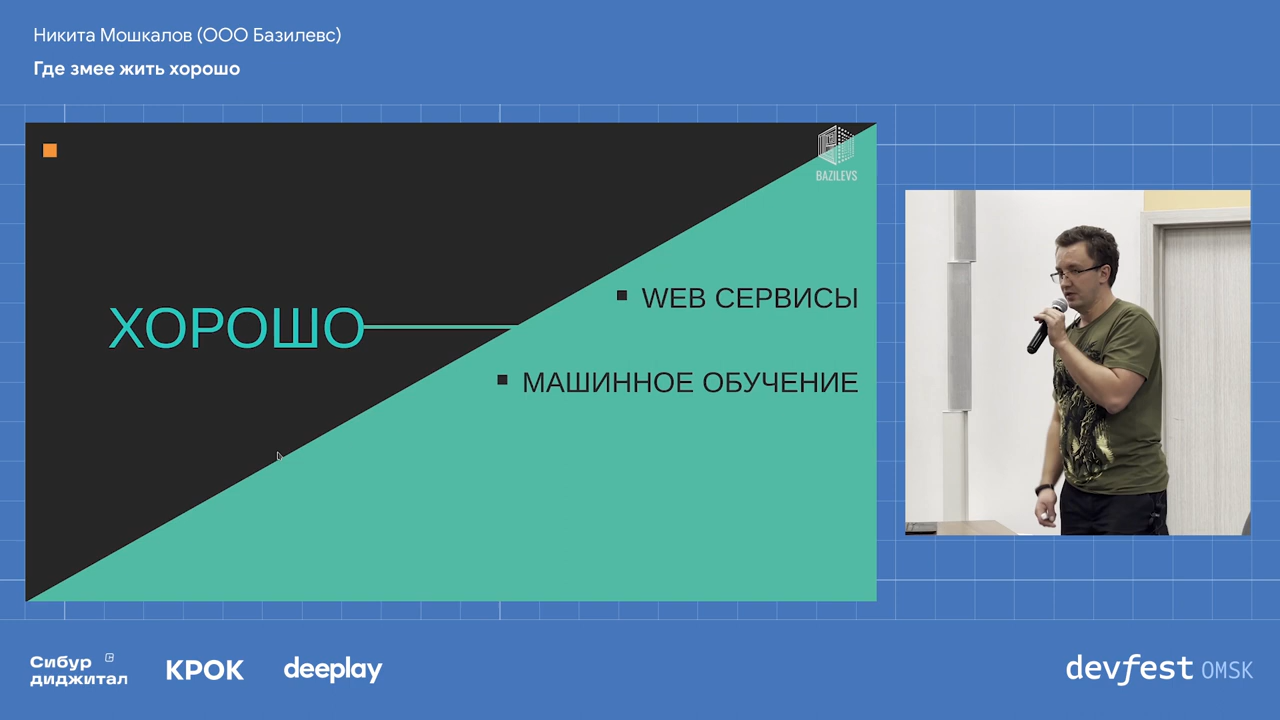 Никита Мошкалов (ООО Базилевс)
Где змее жить хорошо
BAZILEVS
ХОРОШО
WEB СЕРВИСЫ
МАШИННОЕ ОБУЧЕНИЕ
Сибур
диджитал
КРОК
deeplay
devfest OMSK